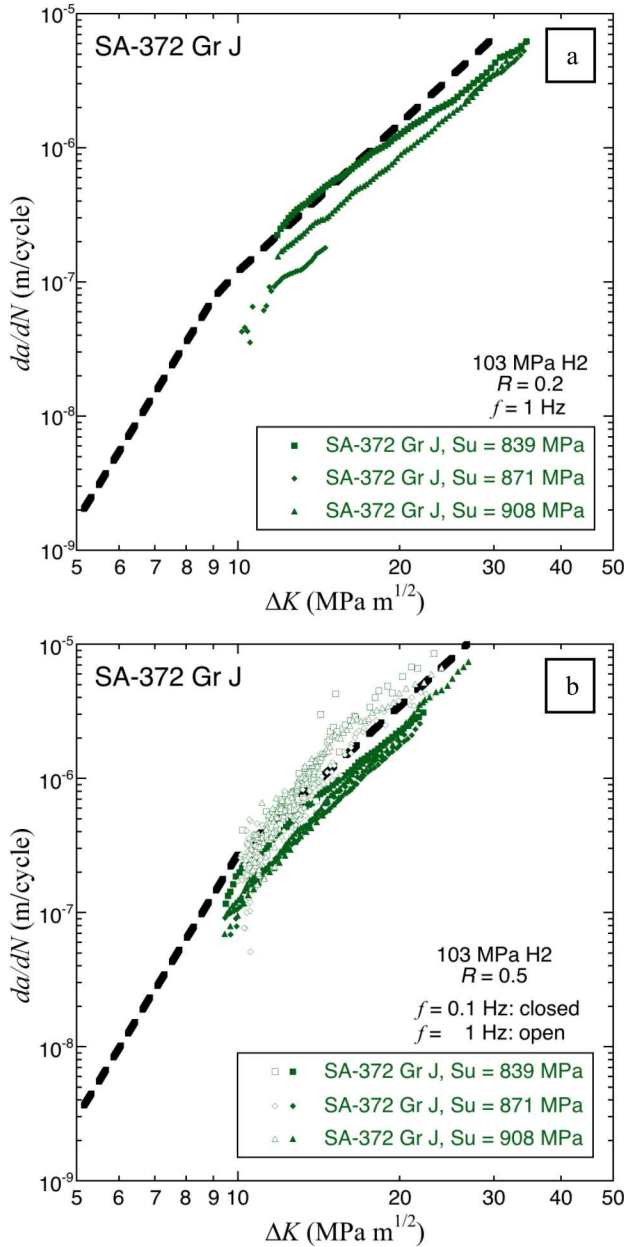 SA-372 Gr J
a
10^-5
10^-6
10^-7
10^-8
10^-9
da/dN (m/cycle)
103 MPa H2
R = 0.2
f = 1 Hz
SA-372 Gr J, Su = 839 MPa
SA-372 Gr J, Su = 871 MPa
SA-372 Gr J, Su = 908 MPa
5 6 7 8 9 10 20 30 40 50
ΔK (MPa m^1/2)
SA-372 Gr J
b
10^-5
10^-6
10^-7
10^-8
10^-9
da/dN (m/cycle)
103 MPa H2
R = 0.5
f = 0.1 Hz: closed
f = 1 Hz: open
SA-372 Gr J, Su = 839 MPa
SA-372 Gr J, Su = 871 MPa
SA-372 Gr J, Su = 908 MPa
5 6 7 8 9 10 20 30 40 50
ΔK (MPa m^1/2)